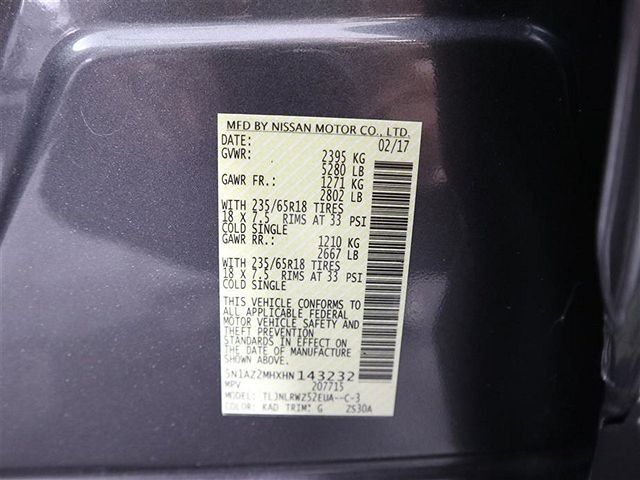 MFD BY NISSAN MOTOR CO., LTD.
DATE: 02/17
GVWR: 2395 KG
5280 LB
GAWR FR.: 1271 KG
2802 LB
WITH 235/65R18 TIRES
18 X 7.5 RIMS AT 33 PSI
COLD SINGLE
GAWR RR.: 1210 KG
2667 LB
WITH 235/65R18 TIRES
18 X 7.5 RIMS AT 33 PSI
COLD SINGLE
THIS VEHICLE CONFORMS TO
ALL APPLICABLE FEDERAL
MOTOR VEHICLE SAFETY AND
THEFT PREVENTION
STANDARDS IN EFFECT ON
THE DATE OF MANUFACTURE
SHOWN ABOVE.
5N1AZ2MHXHN 143232
MPV 207715
MODEL: TLJNLRWZ52EUA--C-3
COLOR: KAD TRIM: G ZS30A